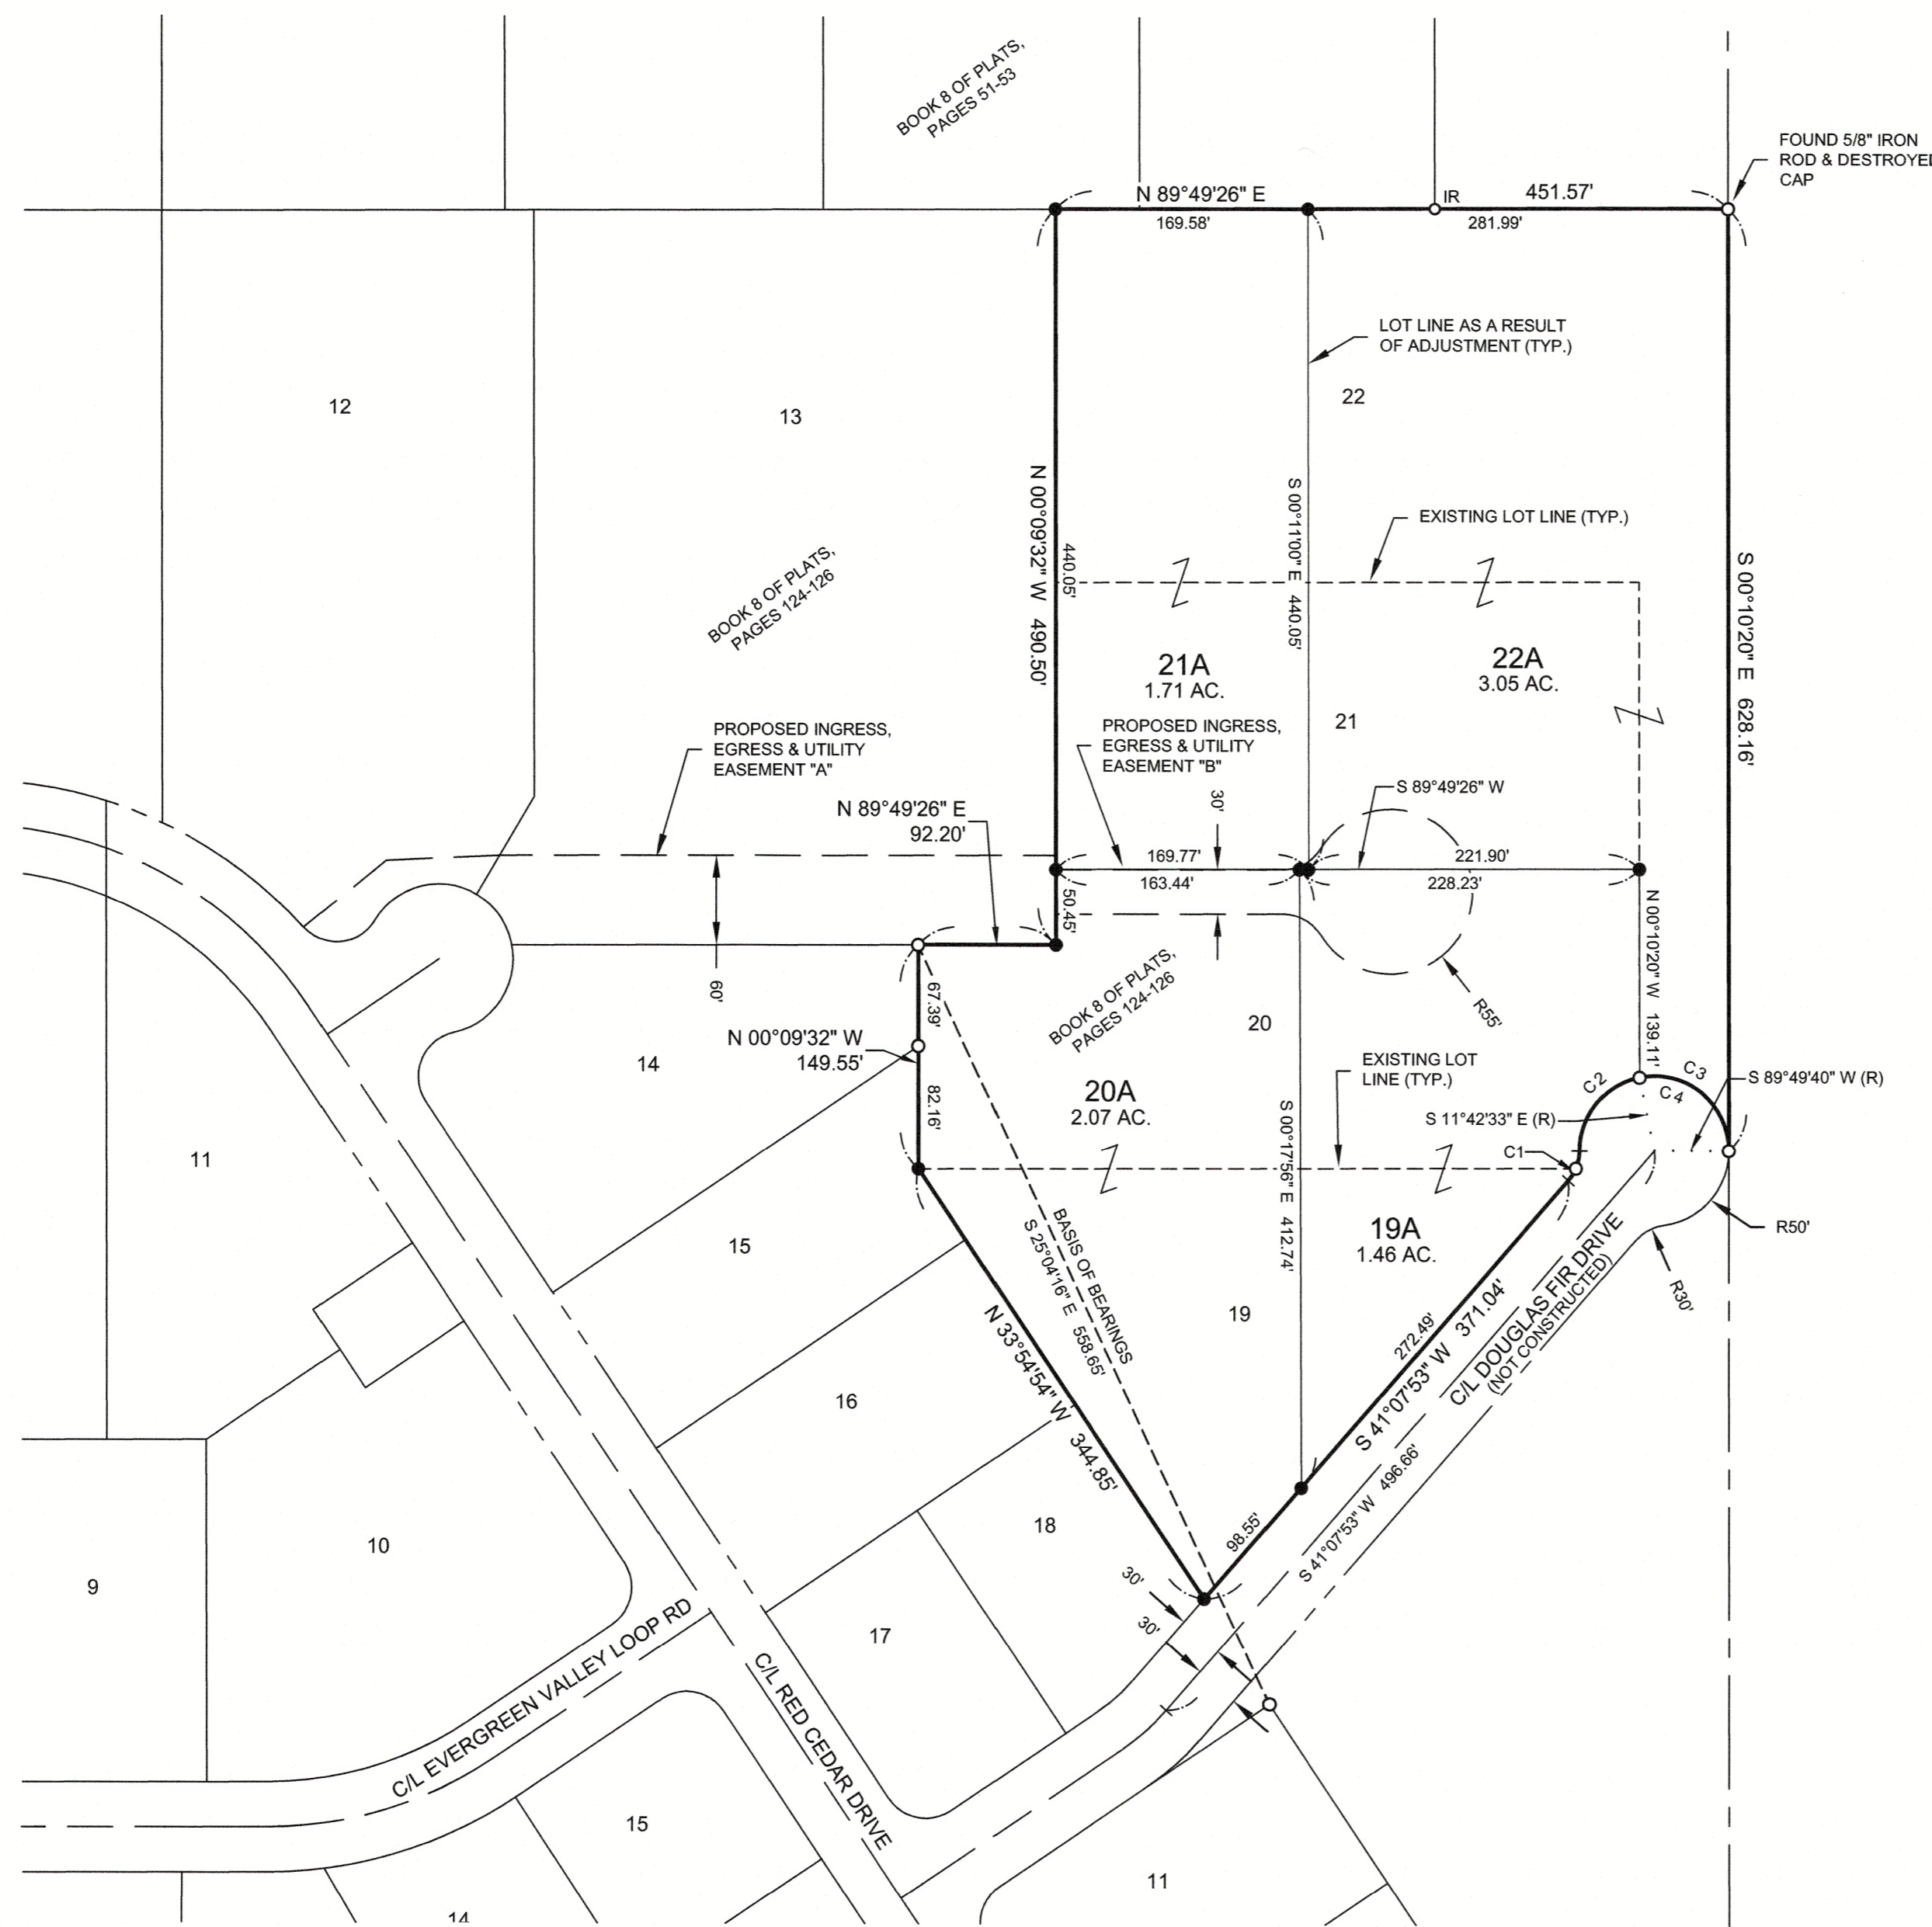 BOOK 8 OF PLATS,
PAGES 51-53
FOUND 5/8" IRON
ROD & DESTROYED
CAP
N 89°49'26" E
IR
451.57'
169.58'
281.99'
LOT LINE AS A RESULT
OF ADJUSTMENT (TYP.)
12
13
22
N 00°09'32" W 490.50'
440.05'
S 00°11'00" E 440.05'
EXISTING LOT LINE (TYP.)
S 00°10'20" E 628.16'
BOOK 8 OF PLATS,
PAGES 124-126
21A
1.71 AC.
22A
3.05 AC.
21
PROPOSED INGRESS,
EGRESS & UTILITY
EASEMENT "A"
PROPOSED INGRESS,
EGRESS & UTILITY
EASEMENT "B"
30'
S 89°49'26" W
N 89°49'26" E
92.20'
169.77'
221.90'
163.44'
228.23'
50.45'
N 00°10'20" W 139.11'
60'
67.39'
BOOK 8 OF PLATS,
PAGES 124-126
R55'
20
N 00°09'32" W
149.55'
14
EXISTING LOT
LINE (TYP.)
C2
C3
C4
S 89°49'40" W (R)
82.16'
20A
2.07 AC.
S 11°42'33" E (R)
C1
11
S 00°17'56" E 412.74'
R50'
15
BASIS OF BEARINGS
S 25°04'16" E 558.65'
19A
1.46 AC.
R30'
19
N 33°54'54" W 344.85'
272.49'
S 41°07'53" W 371.04'
C/L DOUGLAS FIR DRIVE
(NOT CONSTRUCTED)
16
S 41°07'53" W 496.66'
18
98.55'
10
9
30'
30'
17
C/L EVERGREEN VALLEY LOOP RD
C/L RED CEDAR DRIVE
15
11
14